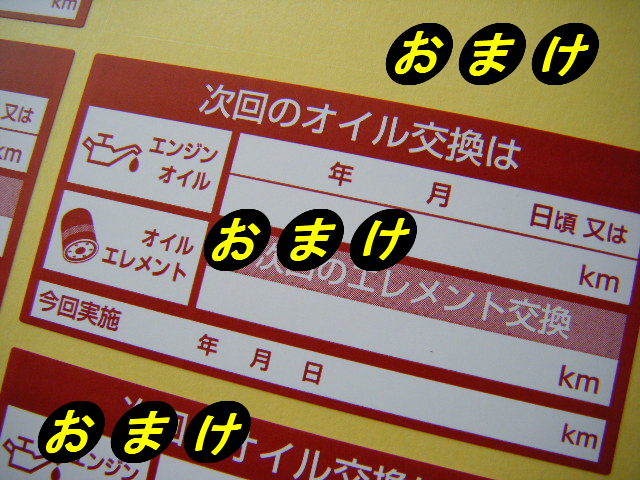 km
おまけ
次回のオイル交換は
又は
エンジン
オイル
年 月 日頃 又は
km
km
おまけ
オイル
エレメント
次回のエレメント交換
km
今回実施
年 月 日
km
おまけ
次回のオイル交換は
エンジン